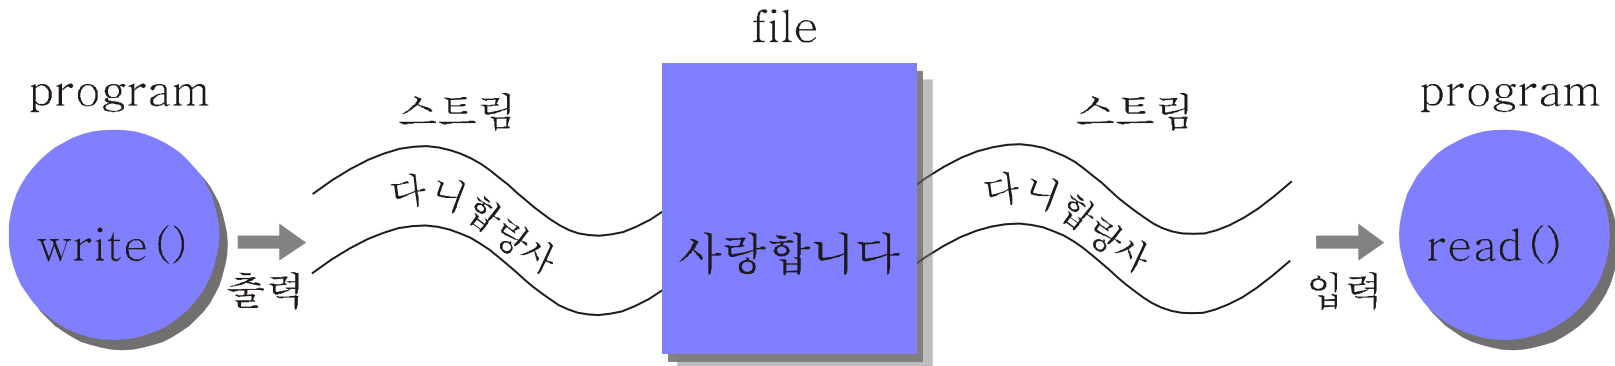 file
program
스트림
스트림
program
다니합랑사
다니합랑사
write()
사랑합니다
read()
출력
입력